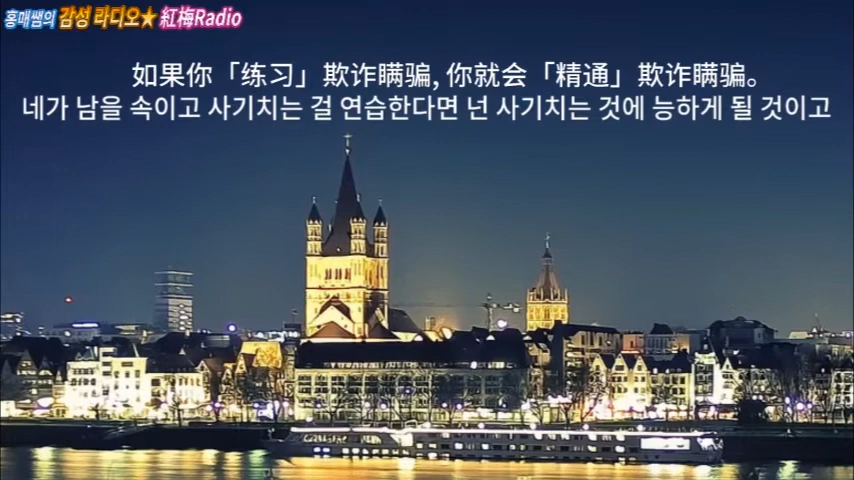 홍매쌤의 감성 라디오★ 紅梅Radio
如果你「练习」欺诈瞒骗, 你就会「精通」欺诈瞒骗。
네가 남을 속이고 사기치는 걸 연습한다면 넌 사기치는 것에 능하게 될 것이고